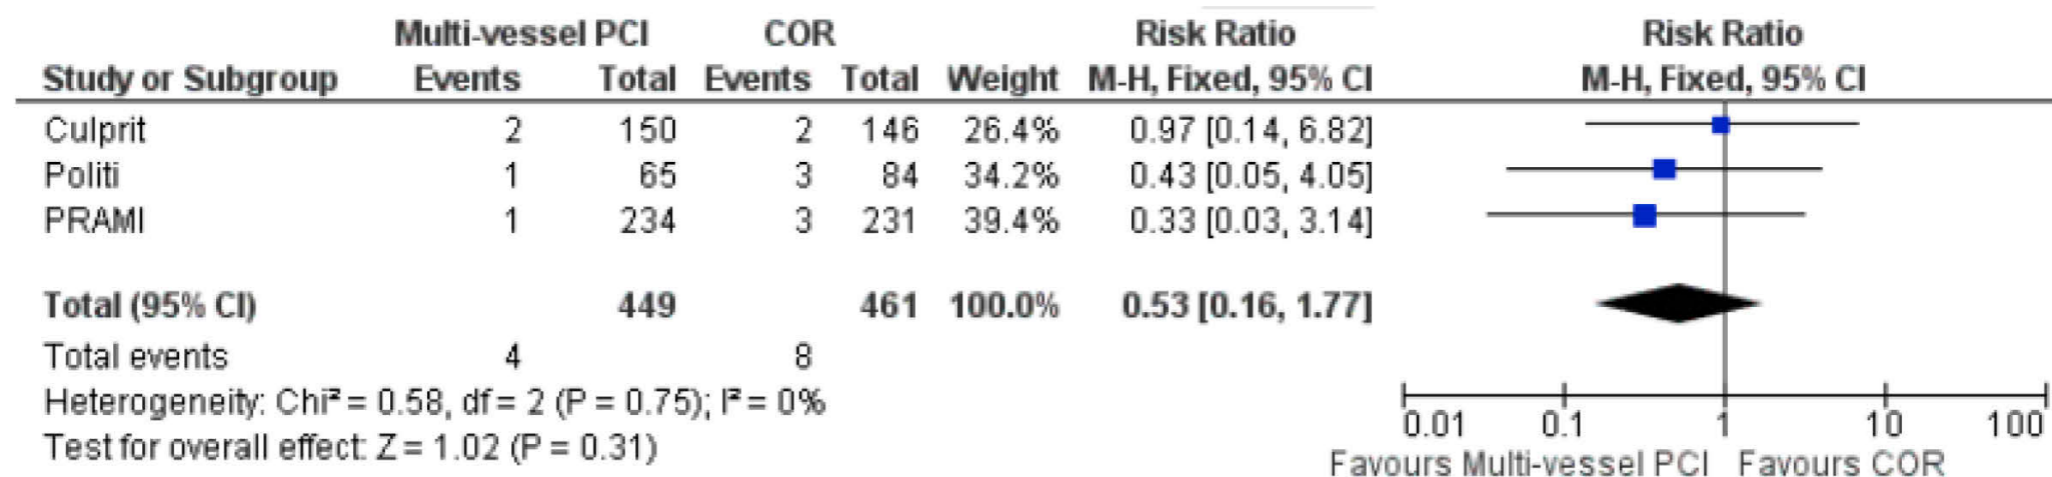 Multi-vessel PCI COR Risk Ratio Risk Ratio
Study or Subgroup Events Total Events Total Weight M-H, Fixed, 95% CI M-H, Fixed, 95% CI
Culprit 2 150 2 146 26.4% 0.97 [0.14, 6.82]
Politi 1 65 3 84 34.2% 0.43 [0.05, 4.05]
PRAMI 1 234 3 231 39.4% 0.33 [0.03, 3.14]
Total (95% CI) 449 461 100.0% 0.53 [0.16, 1.77]
Total events 4 8
Heterogeneity: Chi² = 0.58, df = 2 (P = 0.75); I² = 0%
Test for overall effect: Z = 1.02 (P = 0.31)
0.01 0.1 1 10 100
Favours Multi-vessel PCI Favours COR